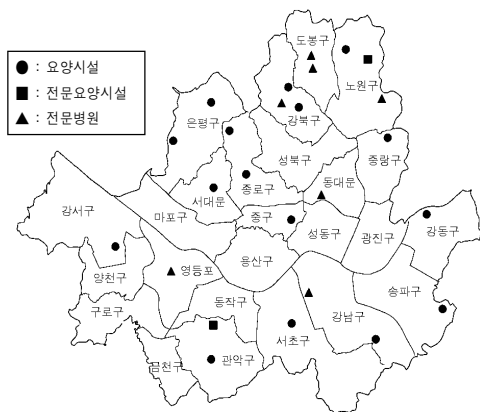 ● : 요양시설
■ : 전문요양시설
▲ : 전문병원
도봉구
노원구
강북구
은평구
성북구
중랑구
종로구
동대문
서대문
강서구
마포구
중구
성동구
광진구
강동구
양천구
영등포
용산구
송파구
구로구
동작구
강남구
서초구
금천구
관악구